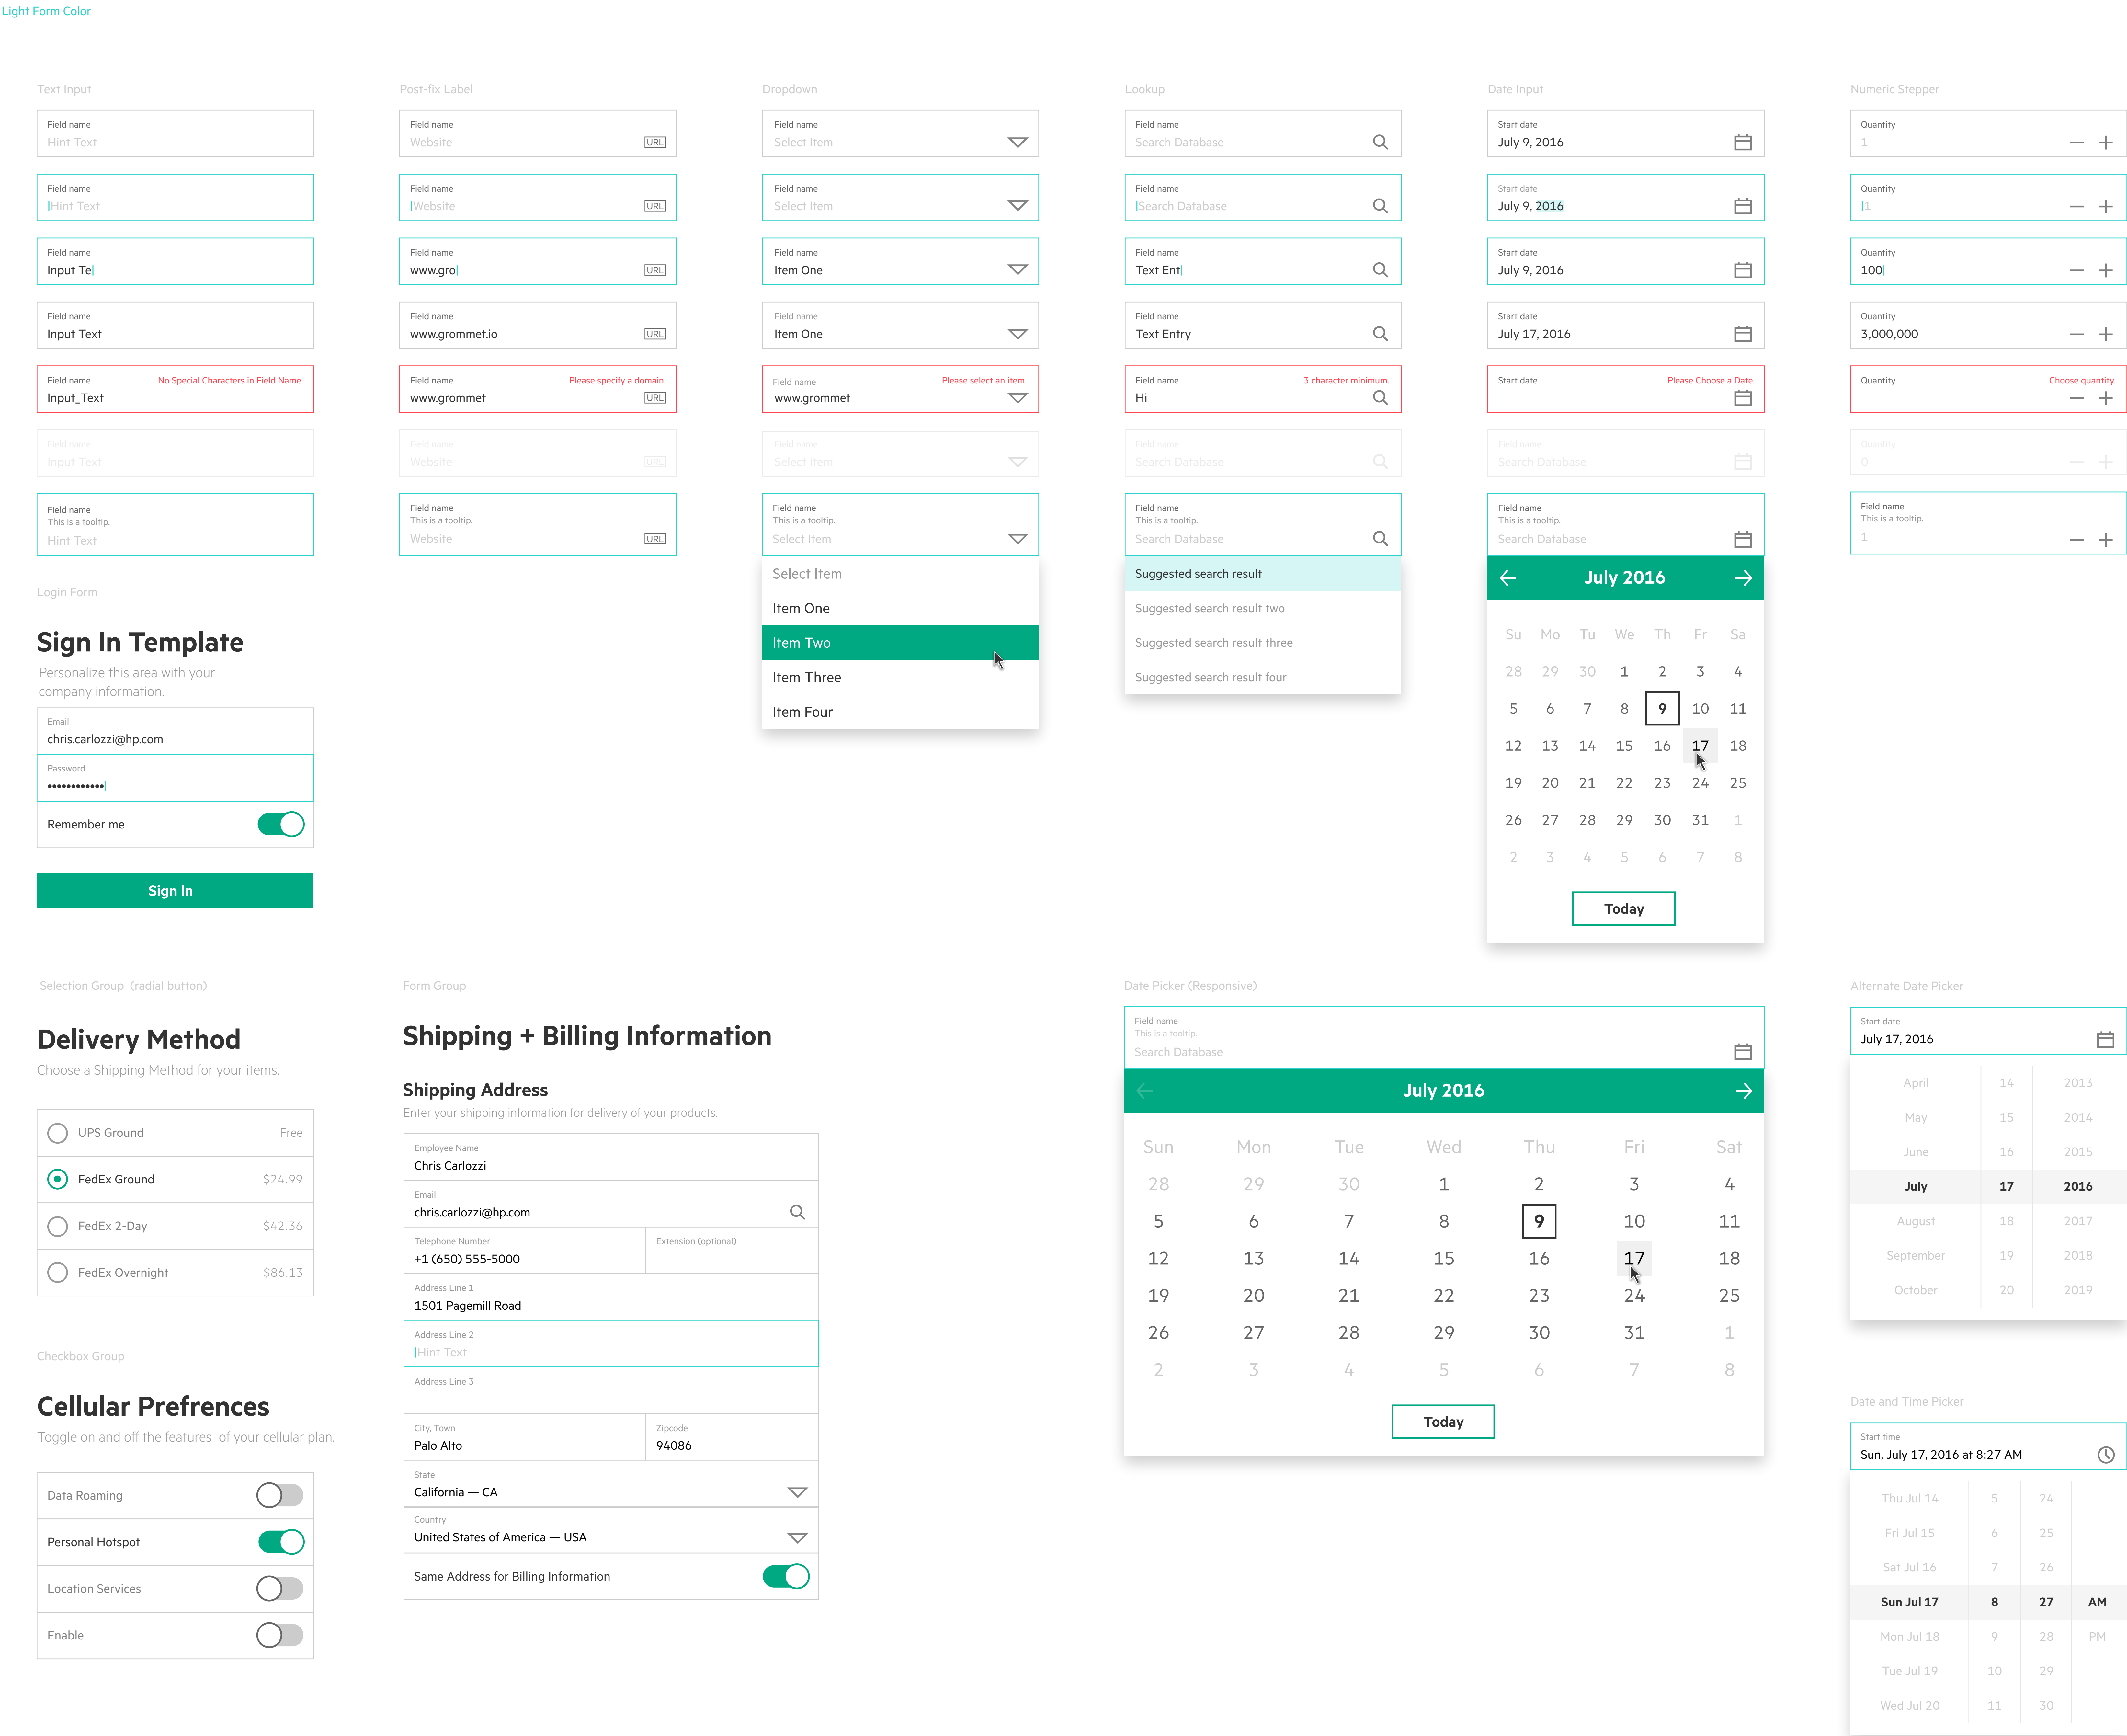 Light Form Color
Text Input
Field name
Hint Text
Field name
Hint Text
Field name
Input Te
Field name
Input Text
Field name No Special Characters in Field Name.
Input_Text
Field name
Input Text
Field name
This is a tooltip.
Hint Text
Post-fix Label
Field name
Website URL
Field name
Website URL
Field name
www.gro URL
Field name
www.grommet.io URL
Field name Please specify a domain.
www.grommet URL
Field name
Website URL
Field name
This is a tooltip.
Website URL
Dropdown
Field name
Select Item
Field name
Select Item
Field name
Item One
Field name
Item One
Field name Please select an item.
www.grommet
Field name
Select Item
Field name
This is a tooltip.
Select Item
Select Item
Item One
Item Two
Item Three
Item Four
Lookup
Field name
Search Database
Field name
Search Database
Field name
Text Ent
Field name
Text Entry
Field name 3 character minimum.
Hi
Field name
Search Database
Field name
This is a tooltip.
Search Database
Suggested search result
Suggested search result two
Suggested search result three
Suggested search result four
Date Input
Start date
July 9, 2016
Start date
July 9, 2016
Start date
July 9, 2016
Start date
July 17, 2016
Start date Please Choose a Date.
Field name
Search Database
Field name
This is a tooltip.
Search Database
July 2016
Su Mo Tu We Th Fr Sa
28 29 30 1 2 3 4
5 6 7 8 9 10 11
12 13 14 15 16 17 18
19 20 21 22 23 24 25
26 27 28 29 30 31 1
2 3 4 5 6 7 8
Today
Numeric Stepper
Quantity
1
Quantity
1
Quantity
100
Quantity
3,000,000
Quantity Choose quantity.
Quantity
0
Field name
This is a tooltip.
1
Login Form
Sign In Template
Personalize this area with your
company information.
Email
chris.carlozzi@hp.com
Password
••••••••••••
Remember me
Sign In
Selection Group (radial button)
Delivery Method
Choose a Shipping Method for your items.
UPS Ground Free
FedEx Ground $24.99
FedEx 2-Day $42.36
FedEx Overnight $86.13
Checkbox Group
Cellular Prefrences
Toggle on and off the features of your cellular plan.
Data Roaming
Personal Hotspot
Location Services
Enable
Form Group
Shipping + Billing Information
Shipping Address
Enter your shipping information for delivery of your products.
Employee Name
Chris Carlozzi
Email
chris.carlozzi@hp.com
Telephone Number Extension (optional)
+1 (650) 555-5000
Address Line 1
1501 Pagemill Road
Address Line 2
Hint Text
Address Line 3
City, Town Zipcode
Palo Alto 94086
State
California — CA
Country
United States of America — USA
Same Address for Billing Information
Date Picker (Responsive)
Field name
This is a tooltip.
Search Database
July 2016
Sun Mon Tue Wed Thu Fri Sat
28 29 30 1 2 3 4
5 6 7 8 9 10 11
12 13 14 15 16 17 18
19 20 21 22 23 24 25
26 27 28 29 30 31 1
2 3 4 5 6 7 8
Today
Alternate Date Picker
Start date
July 17, 2016
April 14 2013
May 15 2014
June 16 2015
July 17 2016
August 18 2017
September 19 2018
October 20 2019
Date and Time Picker
Start time
Sun, July 17, 2016 at 8:27 AM
Thu Jul 14 5 24
Fri Jul 15 6 25
Sat Jul 16 7 26
Sun Jul 17 8 27 AM
Mon Jul 18 9 28 PM
Tue Jul 19 10 29
Wed Jul 20 11 30